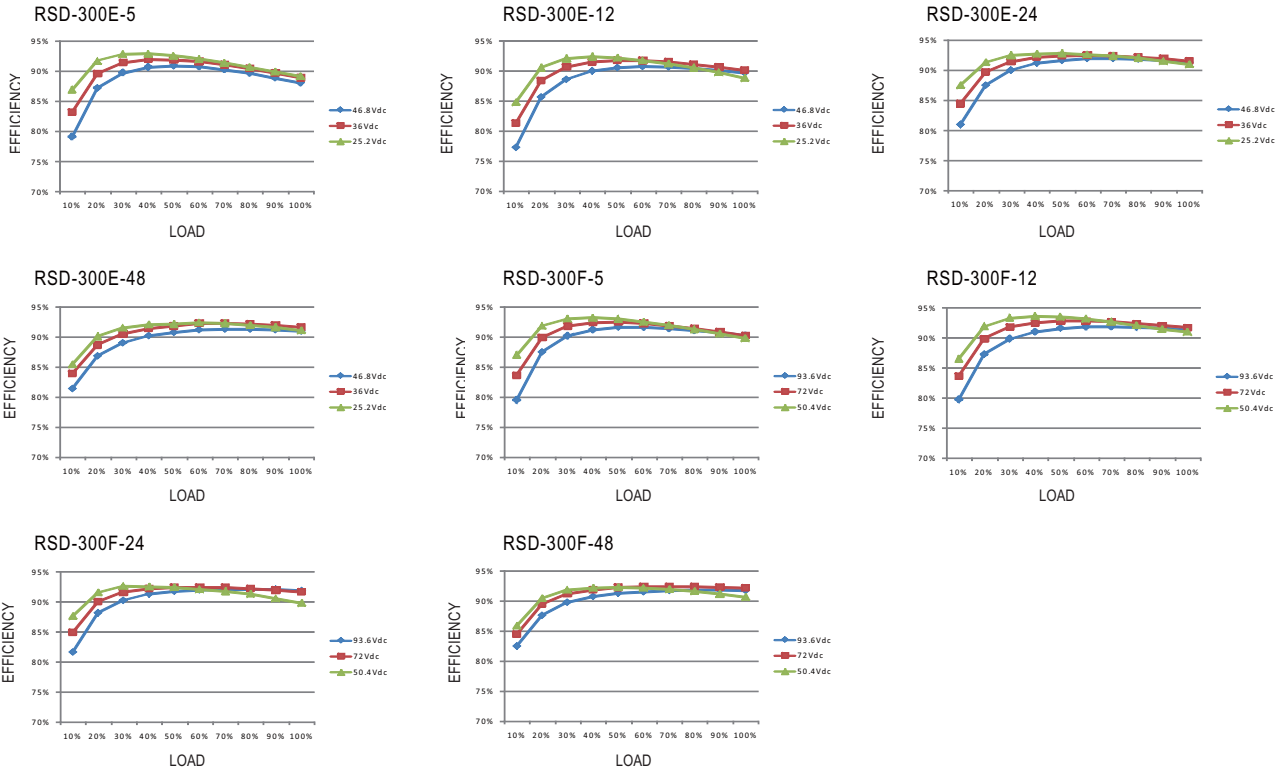 RSD-300E-5
EFFICIENCY
95%
90%
85%
80%
75%
70%
10% 20% 30% 40% 50% 60% 70% 80% 90% 100%
LOAD
46.8Vdc
36Vdc
25.2Vdc
RSD-300E-12
EFFICIENCY
95%
90%
85%
80%
75%
70%
10% 20% 30% 40% 50% 60% 70% 80% 90% 100%
LOAD
46.8Vdc
36Vdc
25.2Vdc
RSD-300E-24
EFFICIENCY
95%
90%
85%
80%
75%
70%
10% 20% 30% 40% 50% 60% 70% 80% 90% 100%
LOAD
46.8Vdc
36Vdc
25.2Vdc
RSD-300E-48
EFFICIENCY
95%
90%
85%
80%
75%
70%
10% 20% 30% 40% 50% 60% 70% 80% 90% 100%
LOAD
46.8Vdc
36Vdc
25.2Vdc
RSD-300F-5
EFFICIENCY
95%
90%
85%
80%
75%
70%
10% 20% 30% 40% 50% 60% 70% 80% 90% 100%
LOAD
93.6Vdc
72Vdc
50.4Vdc
RSD-300F-12
EFFICIENCY
95%
90%
85%
80%
75%
70%
10% 20% 30% 40% 50% 60% 70% 80% 90% 100%
LOAD
93.6Vdc
72Vdc
50.4Vdc
RSD-300F-24
EFFICIENCY
95%
90%
85%
80%
75%
70%
10% 20% 30% 40% 50% 60% 70% 80% 90% 100%
LOAD
93.6Vdc
72Vdc
50.4Vdc
RSD-300F-48
EFFICIENCY
95%
90%
85%
80%
75%
70%
10% 20% 30% 40% 50% 60% 70% 80% 90% 100%
LOAD
93.6Vdc
72Vdc
50.4Vdc